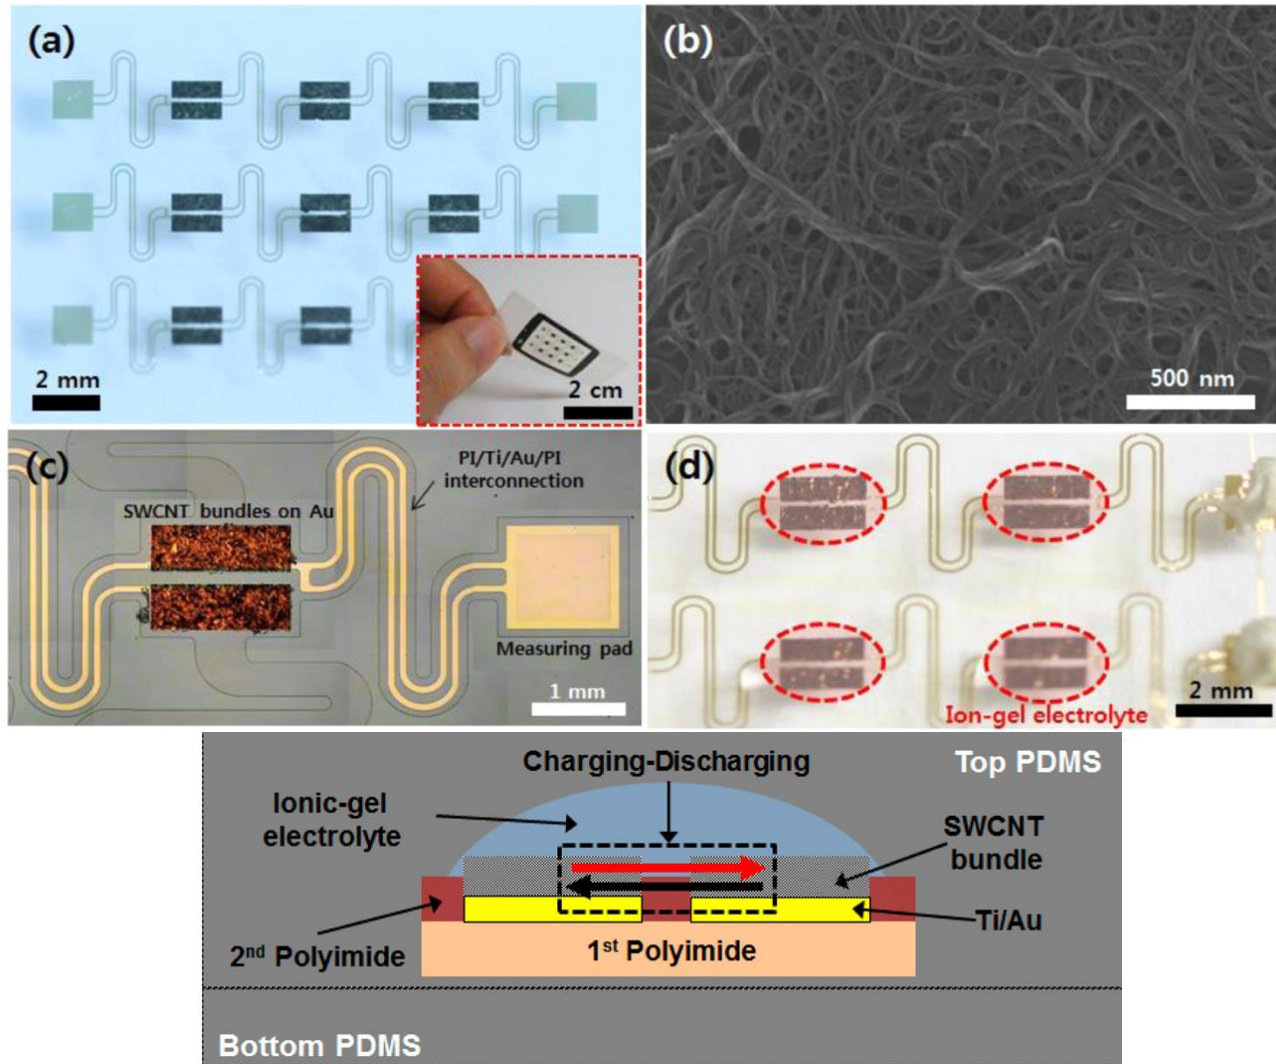 (a)
2 mm
2 cm
(b)
500 nm
(c)
PI/Ti/Au/PI
interconnection
SWCNT bundles on Au
Measuring pad
1 mm
(d)
Ion-gel electrolyte
2 mm
Charging-Discharging
Top PDMS
Ionic-gel
electrolyte
SWCNT
bundle
Ti/Au
2nd Polyimide
1st Polyimide
Bottom PDMS